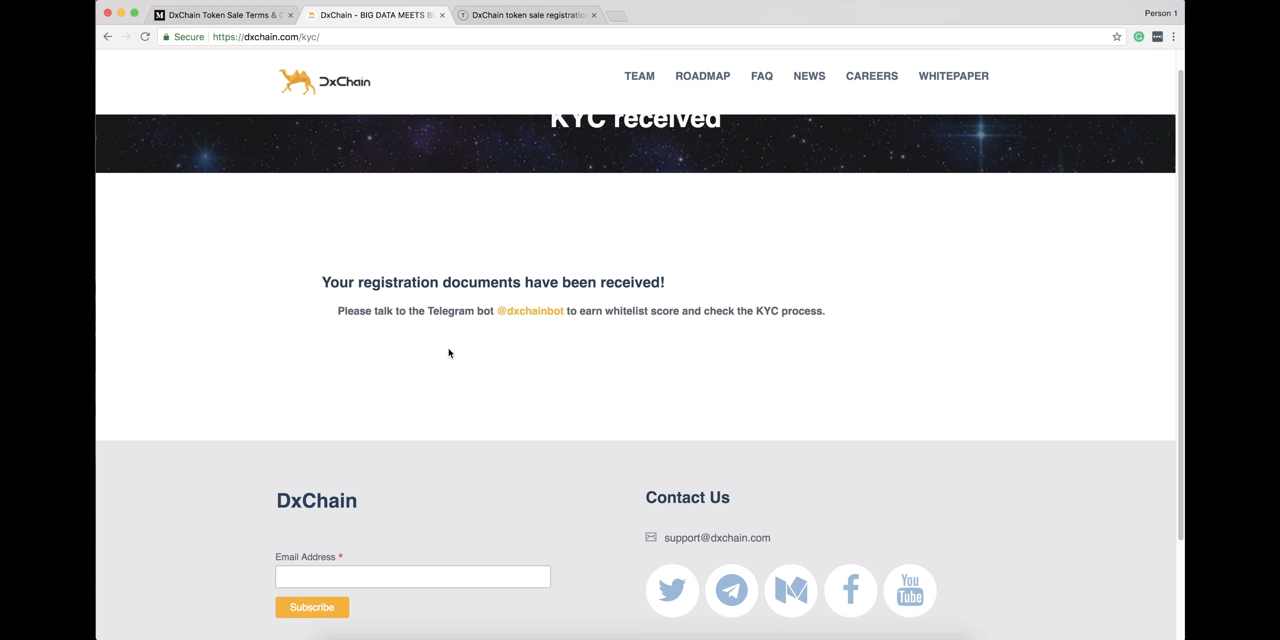 DxChain Token Sale Terms & C
DxChain - BIG DATA MEETS B
DxChain token sale registration
Person 1
Secure
https://dxchain.com/kyc/
DxChain
TEAM
ROADMAP
FAQ
NEWS
CAREERS
WHITEPAPER
KYC received
Your registration documents have been received!
Please talk to the Telegram bot @dxchainbot to earn whitelist score and check the KYC process.
DxChain
Email Address *
Subscribe
Contact Us
support@dxchain.com
You
Tube